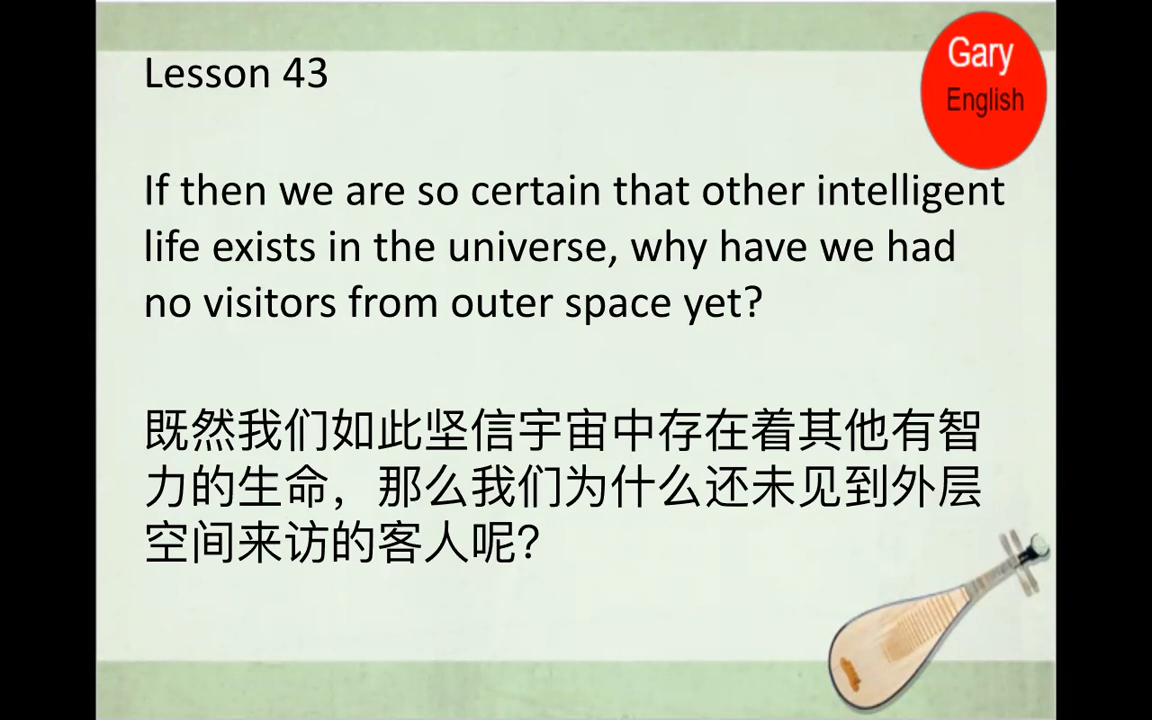 Lesson 43
Gary
English
If then we are so certain that other intelligent
life exists in the universe, why have we had
no visitors from outer space yet?
既然我们如此坚信宇宙中存在着其他有智
力的生命，那么我们为什么还未见到外层
空间来访的客人呢？